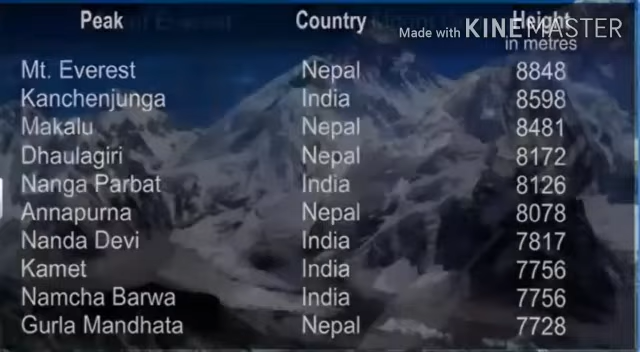 Peak Country Height
Made with KINEMASTER
in metres
Mt. Everest Nepal 8848
Kanchenjunga India 8598
Makalu Nepal 8481
Dhaulagiri Nepal 8172
Nanga Parbat India 8126
Annapurna Nepal 8078
Nanda Devi India 7817
Kamet India 7756
Namcha Barwa India 7756
Gurla Mandhata Nepal 7728